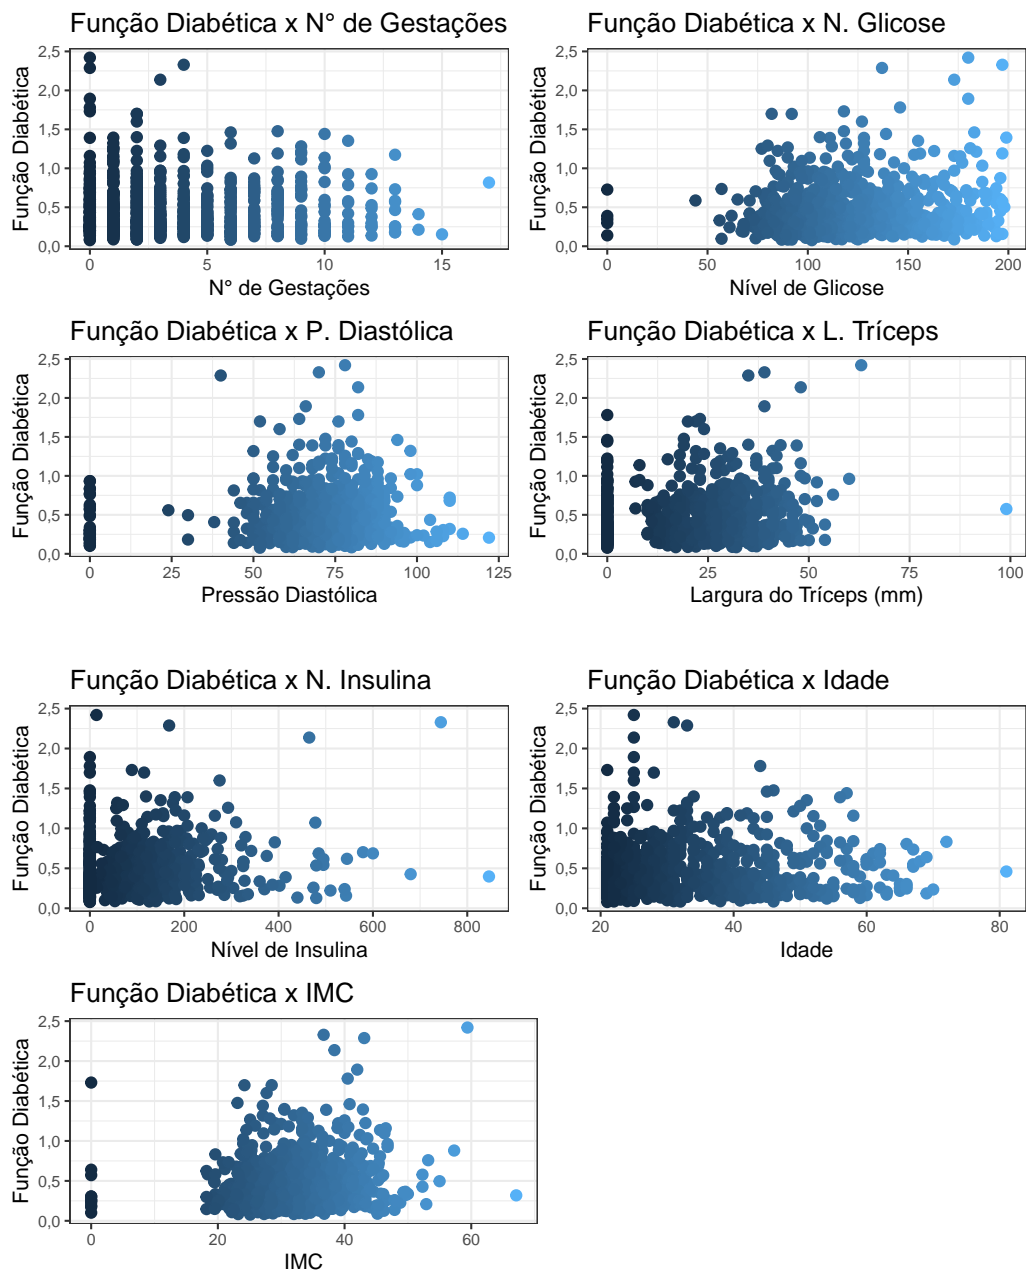 Função Diabética x N° de Gestações
Função Diabética
2,5
2,0
1,5
1,0
0,5
0,0
0 5 10 15
N° de Gestações
Função Diabética x N. Glicose
Função Diabética
2,5
2,0
1,5
1,0
0,5
0,0
0 50 100 150 200
Nível de Glicose
Função Diabética x P. Diastólica
Função Diabética
2,5
2,0
1,5
1,0
0,5
0,0
0 25 50 75 100 125
Pressão Diastólica
Função Diabética x L. Tríceps
Função Diabética
2,5
2,0
1,5
1,0
0,5
0,0
0 25 50 75 100
Largura do Tríceps (mm)
Função Diabética x N. Insulina
Função Diabética
2,5
2,0
1,5
1,0
0,5
0,0
0 200 400 600 800
Nível de Insulina
Função Diabética x Idade
Função Diabética
2,5
2,0
1,5
1,0
0,5
0,0
20 40 60 80
Idade
Função Diabética x IMC
Função Diabética
2,5
2,0
1,5
1,0
0,5
0,0
0 20 40 60
IMC